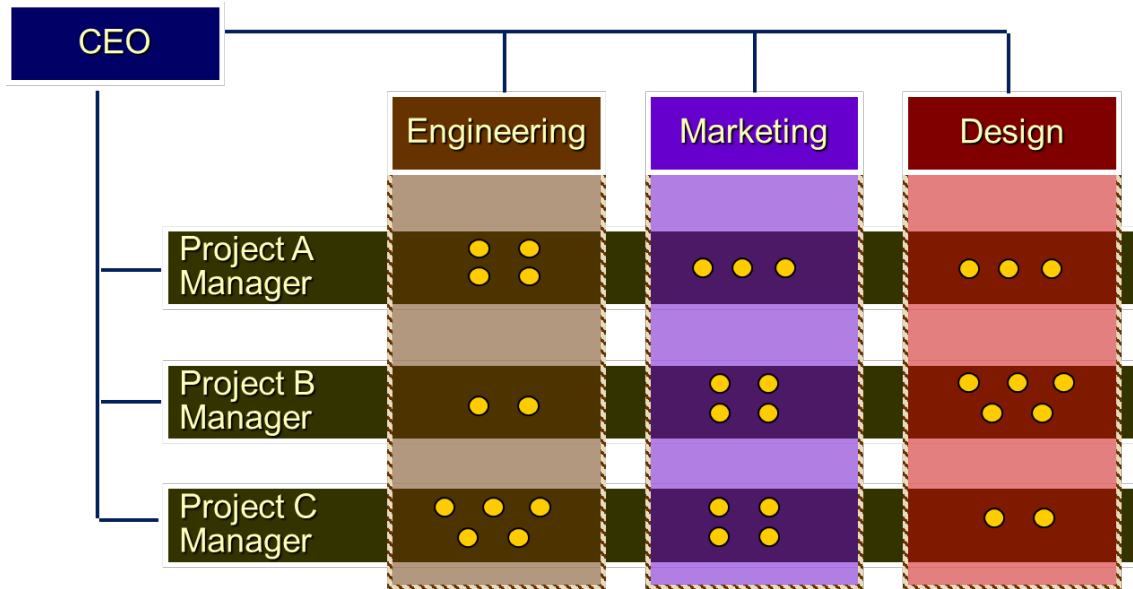 CEO
Engineering
Marketing
Design
Project A
Manager
Project B
Manager
Project C
Manager